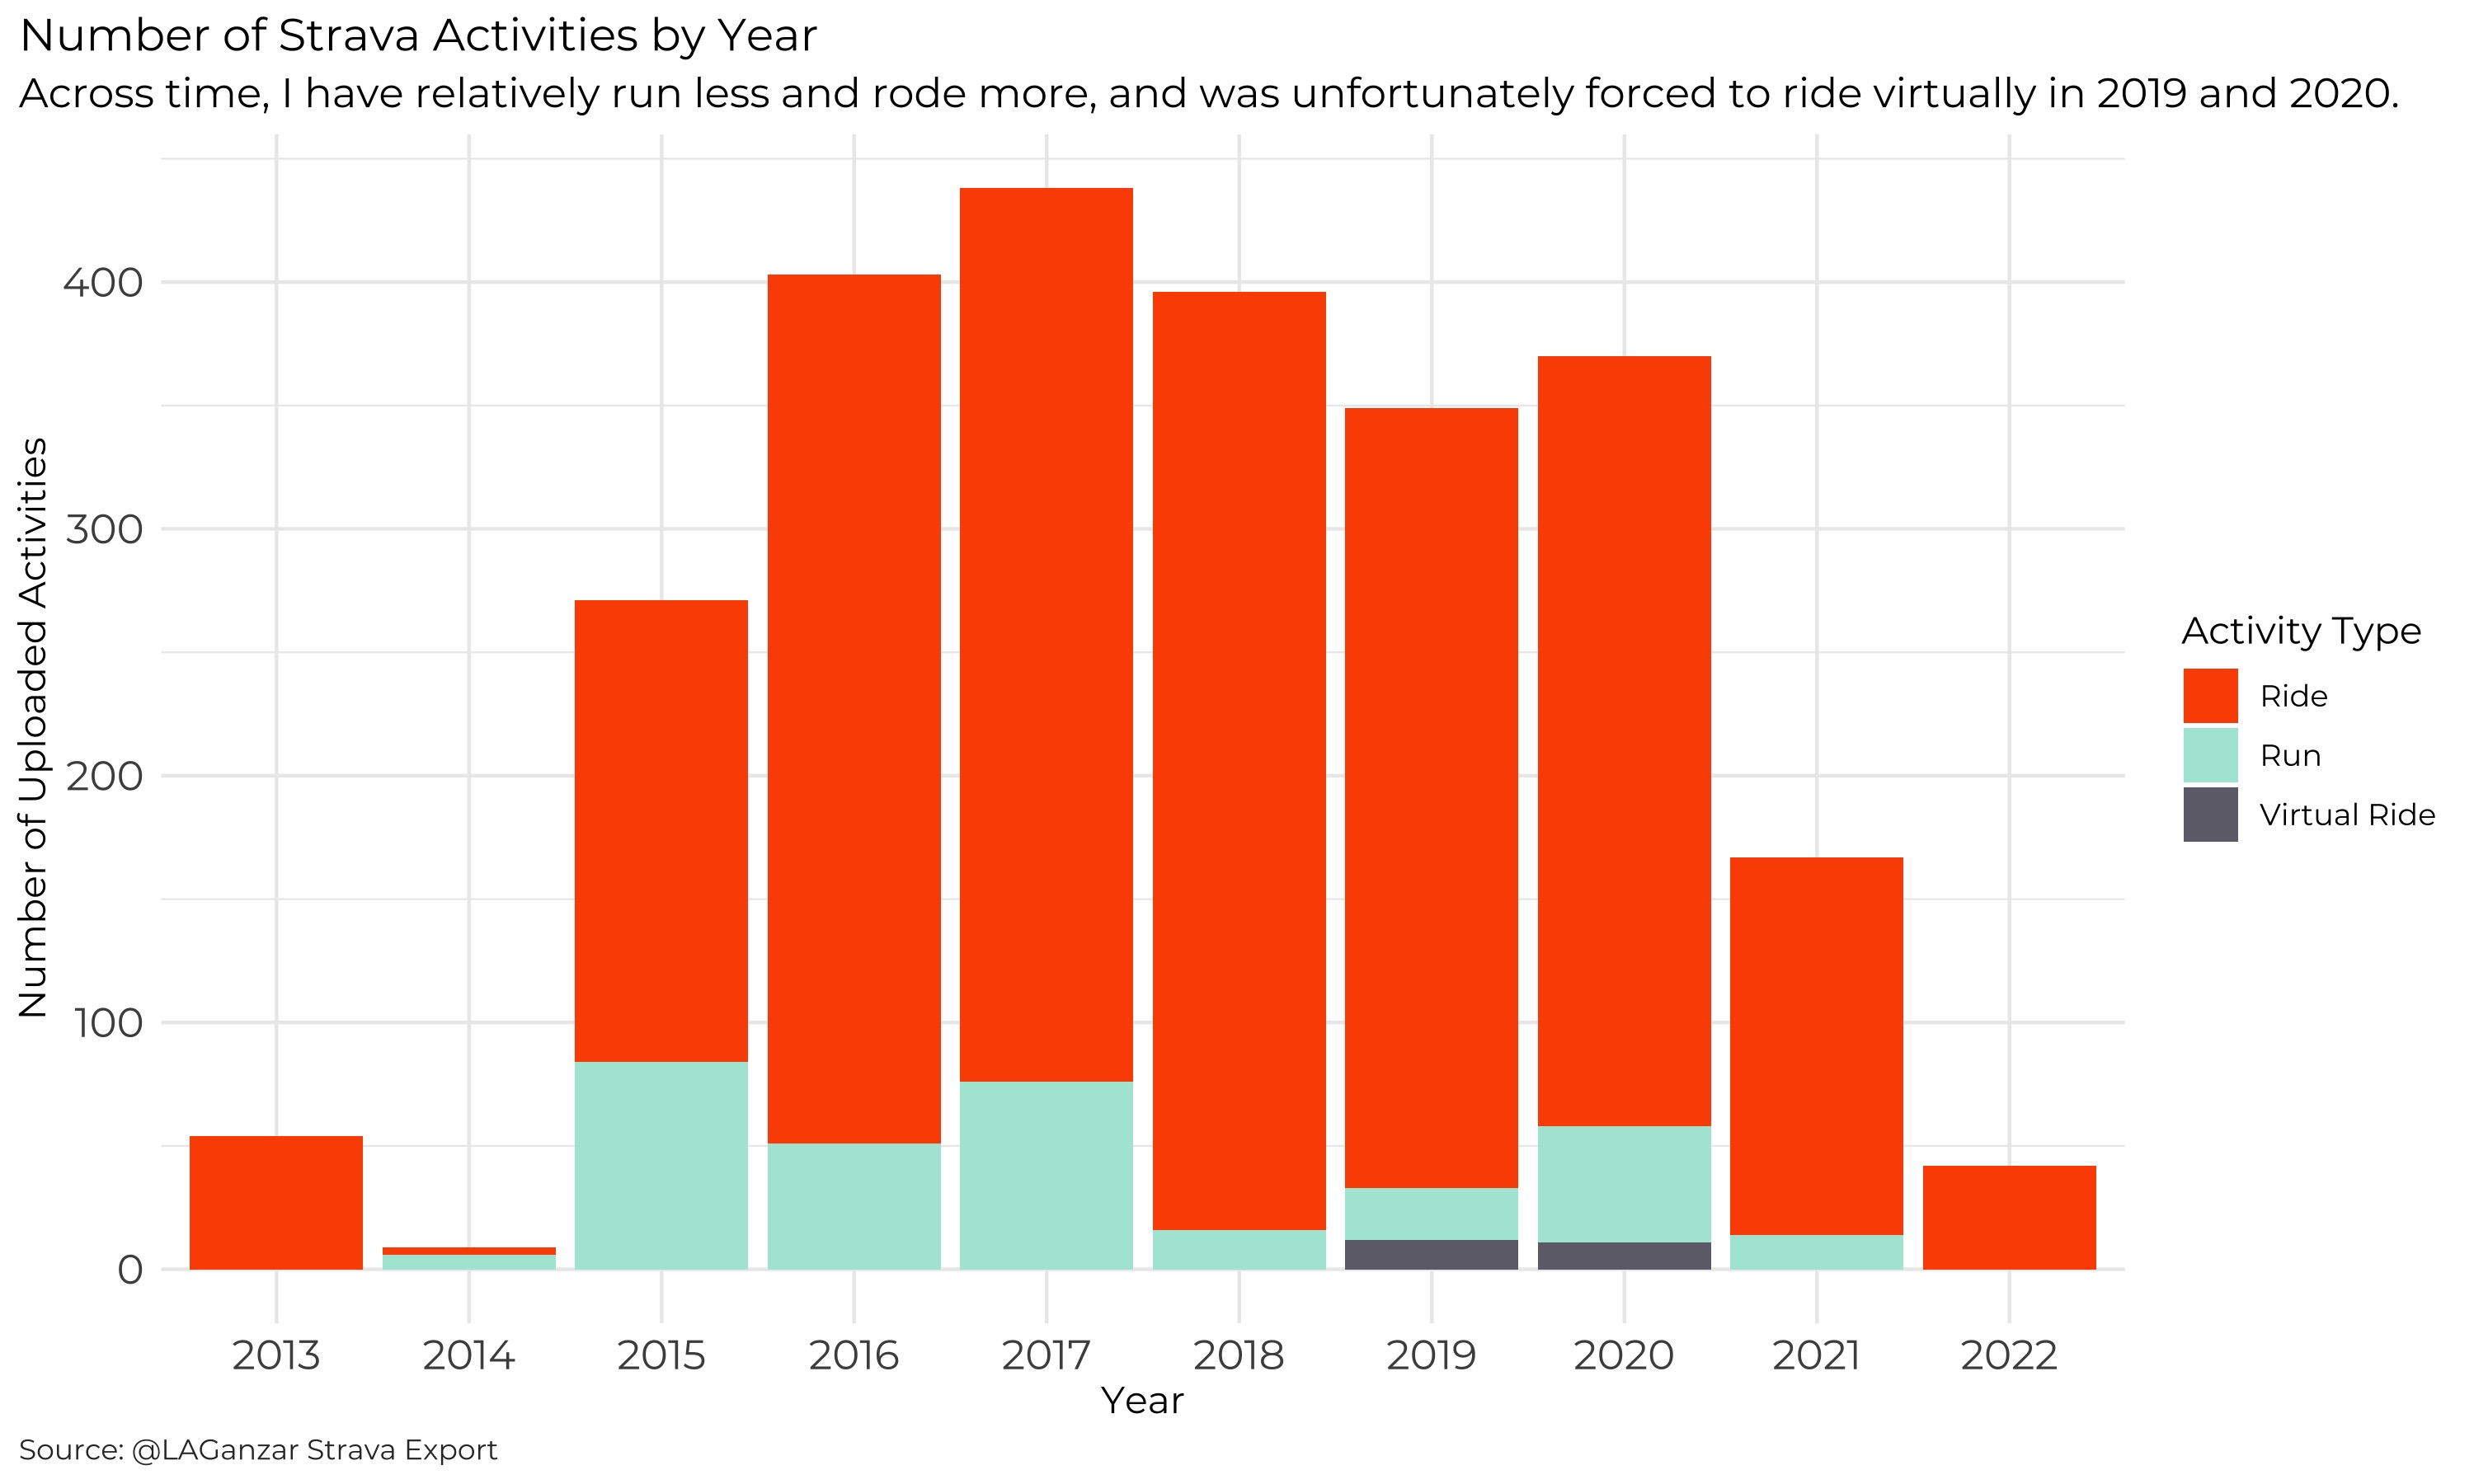 Number of Strava Activities by Year
Across time, I have relatively run less and rode more, and was unfortunately forced to ride virtually in 2019 and 2020.
Number of Uploaded Activities
400
300
200
100
0
2013 2014 2015 2016 2017 2018 2019 2020 2021 2022
Year
Activity Type
Ride
Run
Virtual Ride
Source: @LAGanzar Strava Export